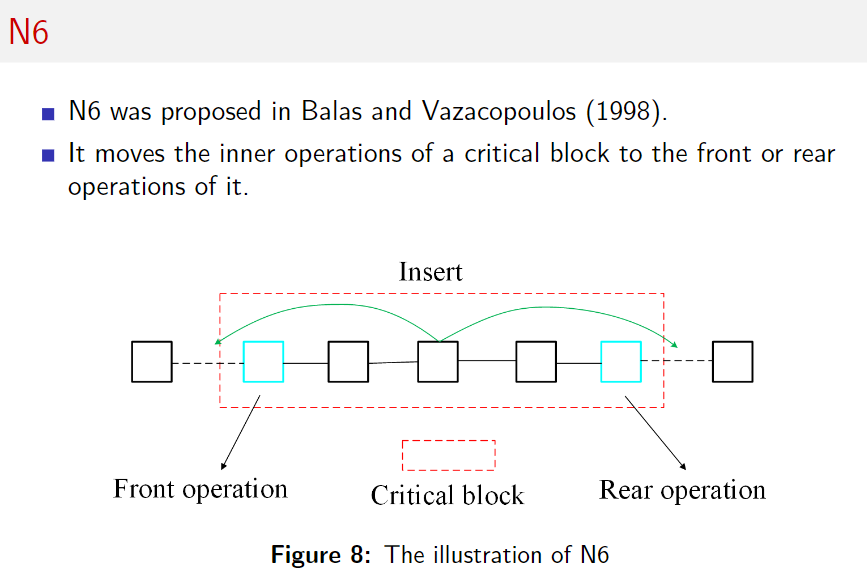 N6
N6 was proposed in Balas and Vazacopoulos (1998).
It moves the inner operations of a critical block to the front or rear
operations of it.
Insert
Front operation
Critical block
Rear operation
Figure 8: The illustration of N6